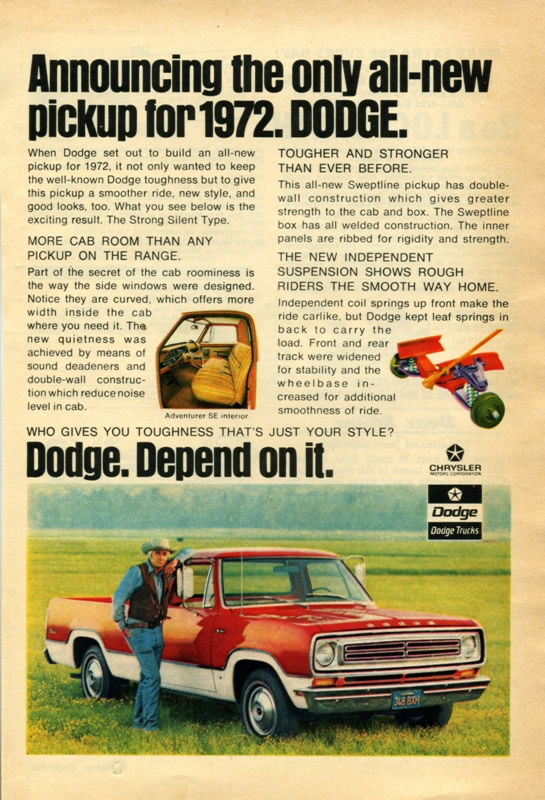 Announcing the only all-new
pickup for 1972. DODGE.
When Dodge set out to build an all-new
pickup for 1972, it not only wanted to keep
the well-known Dodge toughness but to give
this pickup a smoother ride, new style, and
good looks, too. What you see below is the
exciting result. The Strong Silent Type.
MORE CAB ROOM THAN ANY
PICKUP ON THE RANGE.
Part of the secret of the cab roominess is
the way the side windows were designed.
Notice they are curved, which offers more
width inside the cab
where you need it. The
new quietness was
achieved by means of
sound deadeners and
double-wall construc-
tion which reduce noise
level in cab.
Adventurer SE interior.
TOUGHER AND STRONGER
THAN EVER BEFORE.
This all-new Sweptline pickup has double-
wall construction which gives greater
strength to the cab and box. The Sweptline
box has all welded construction. The inner
panels are ribbed for rigidity and strength.
THE NEW INDEPENDENT
SUSPENSION SHOWS ROUGH
RIDERS THE SMOOTH WAY HOME.
Independent coil springs up front make the
ride carlike, but Dodge kept leaf springs in
back to carry the
load. Front and rear
track were widened
for stability and the
wheelbase in-
creased for additional
smoothness of ride.
WHO GIVES YOU TOUGHNESS THAT'S JUST YOUR STYLE?
Dodge. Depend on it.
CHRYSLER
MOTORS CORPORATION
Dodge
Dodge Trucks
DODGE
348 BXH